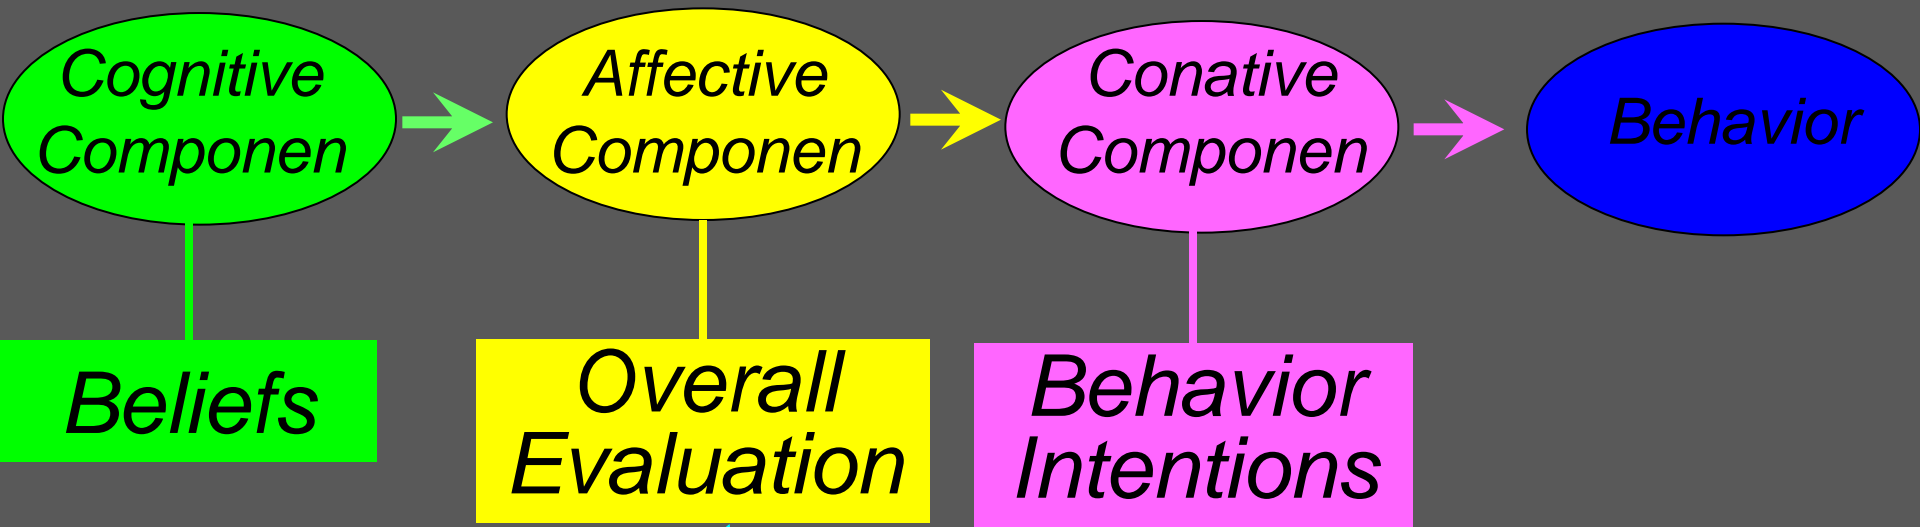 Cognitive
Componen
Affective
Componen
Conative
Componen
Behavior
Beliefs
Overall
Evaluation
Behavior
Intentions